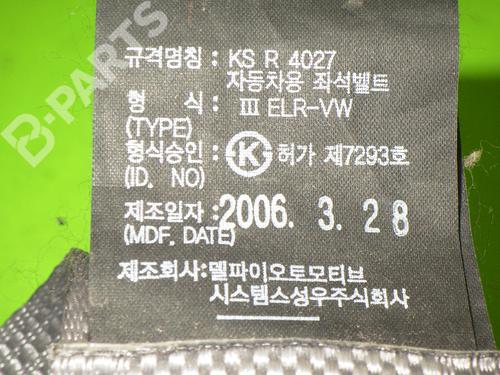 규격명칭 : KS R 4027
자동차용 좌석벨트
형 식 : III ELR-VW
(TYPE)
형식승인 : K 허가 제7293호
(ID. NO)
제조일자 : 2006. 3. 28
(MDF. DATE)
제조회사: 델파이오토모티브
시스템스성우주식회사
B-PARTS
B-PARTS